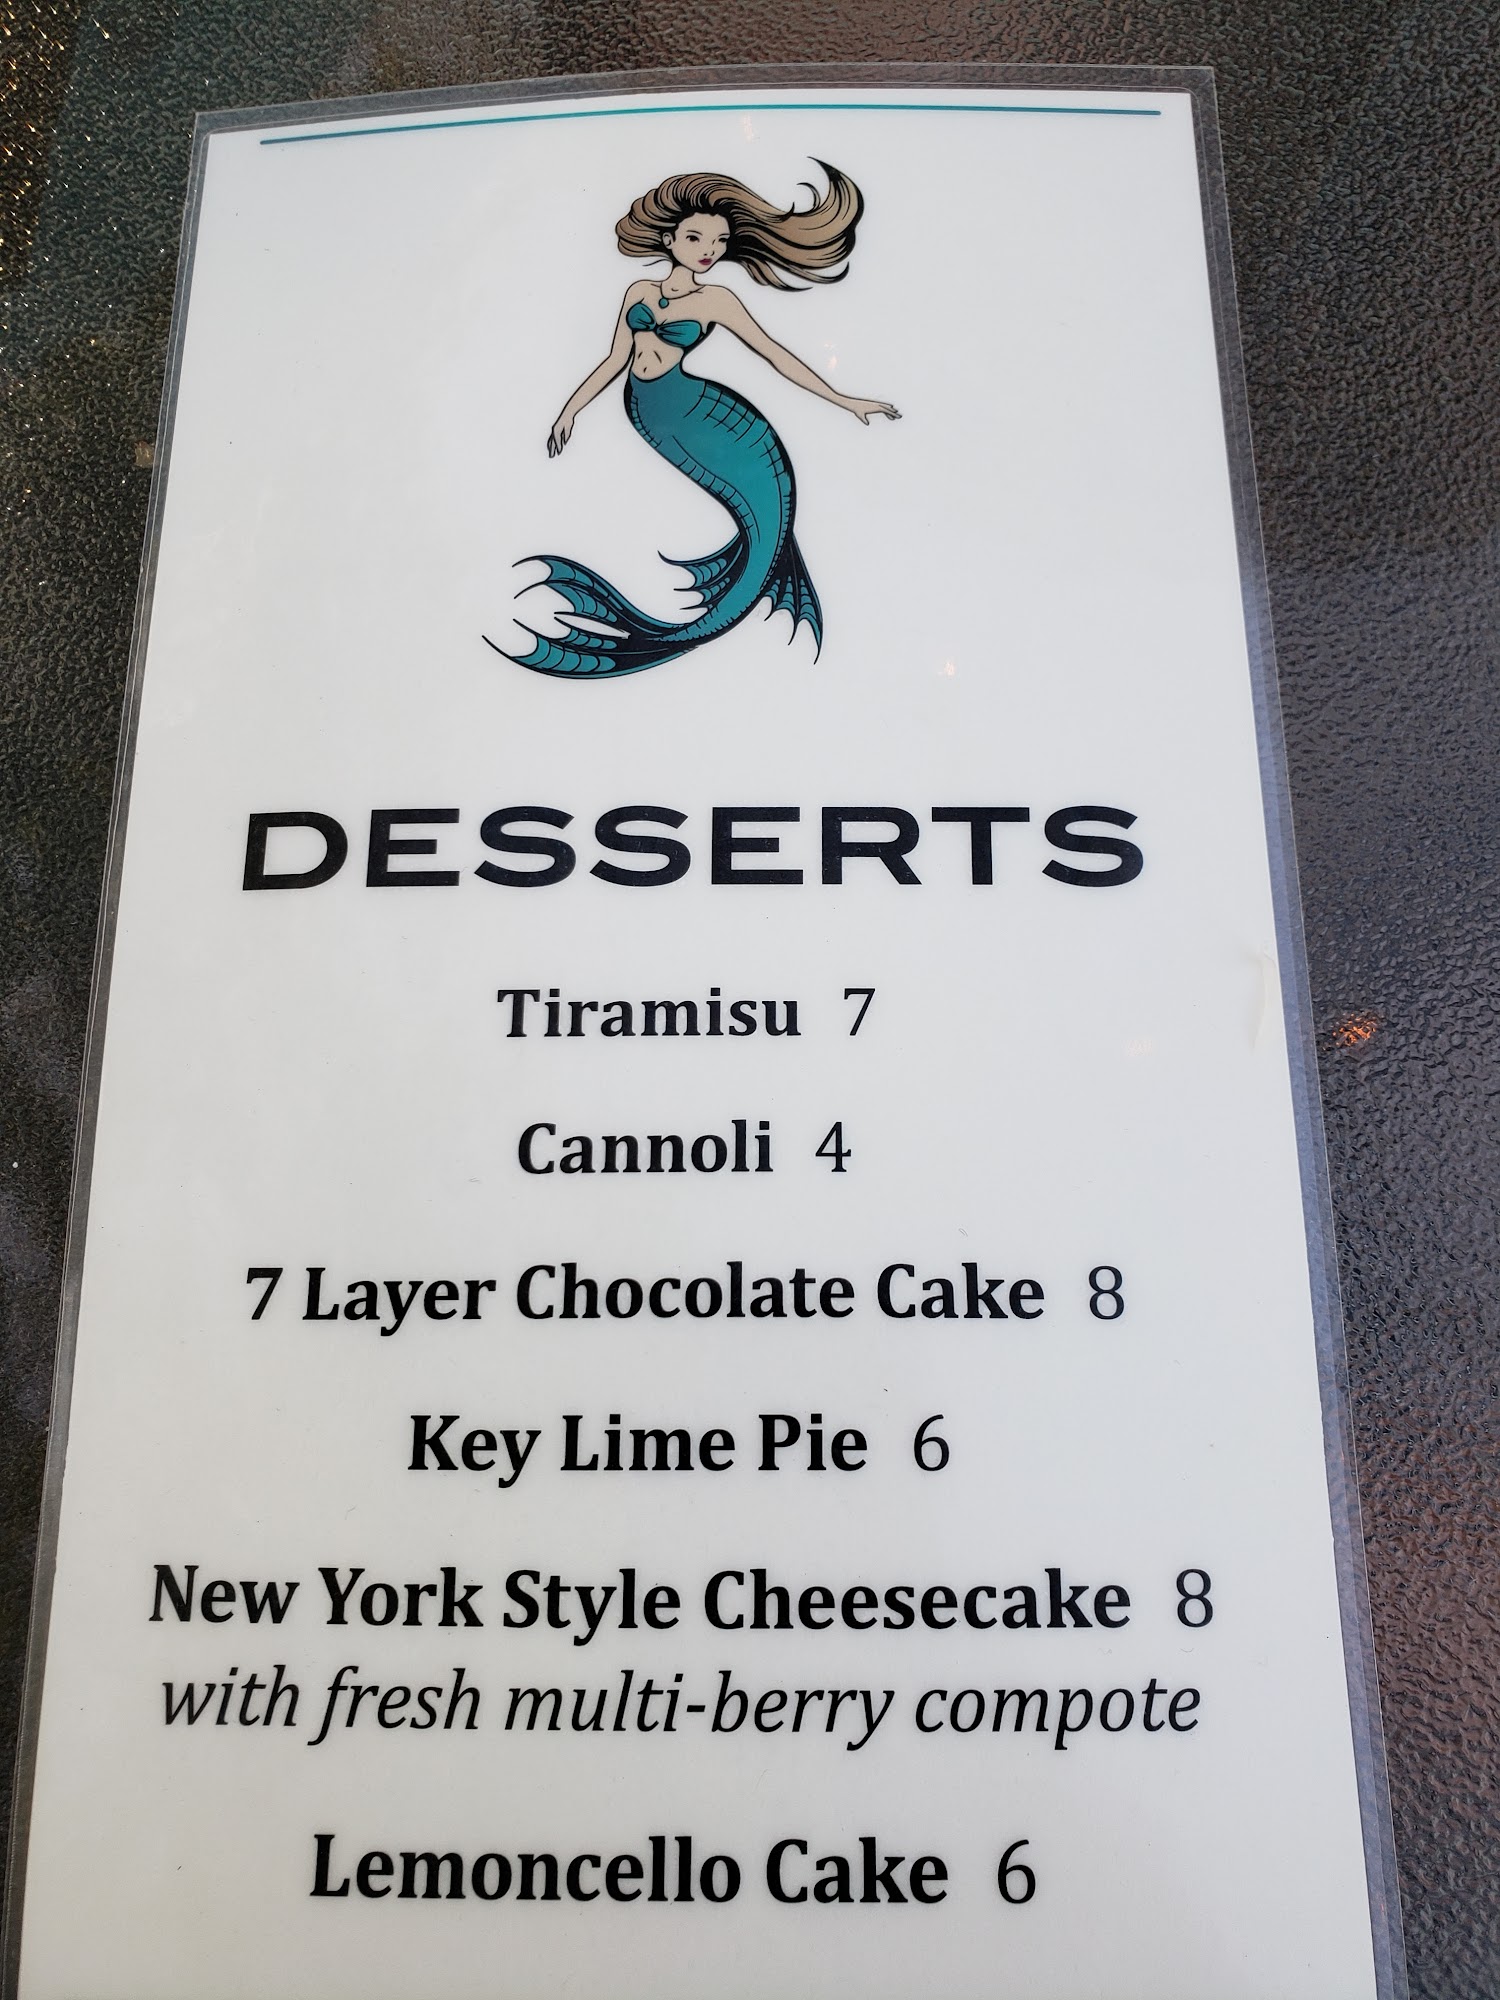 DESSERTS
Tiramisu 7
Cannoli 4
7 Layer Chocolate Cake 8
Key Lime Pie 6
New York Style Cheesecake 8
with fresh multi-berry compote
Lemoncello Cake 6